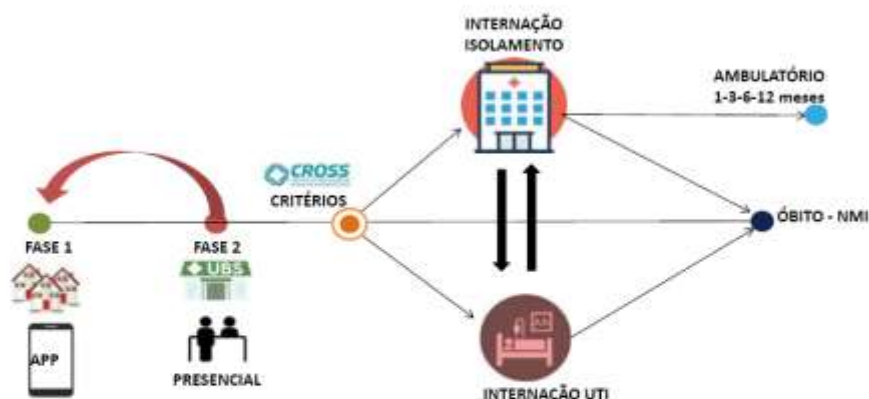 INTERNAÇÃO
ISOLAMENTO
AMBULATÓRIO
1-3-6-12 meses
CROSS
CRITÉRIOS
FASE 1
FASE 2
ÓBITO - NMI
UBS
APP
PRESENCIAL
INTERNAÇÃO UTI